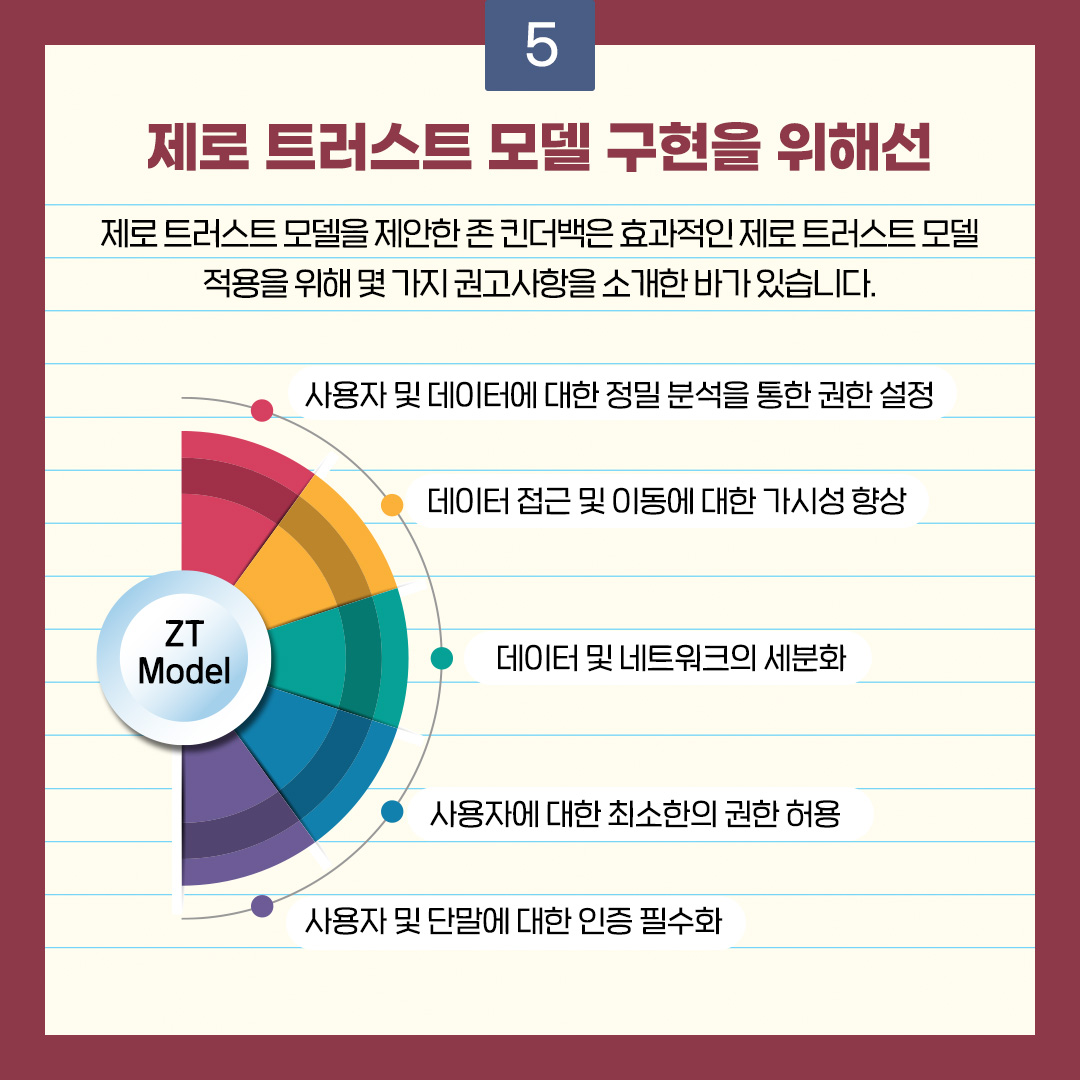 5
제로 트러스트 모델 구현을 위해선
제로 트러스트 모델을 제안한 존 킨더백은 효과적인 제로 트러스트 모델
적용을 위해 몇 가지 권고사항을 소개한 바가 있습니다.
사용자 및 데이터에 대한 정밀 분석을 통한 권한 설정
데이터 접근 및 이동에 대한 가시성 향상
ZT
Model
데이터 및 네트워크의 세분화
사용자에 대한 최소한의 권한 허용
사용자 및 단말에 대한 인증 필수화